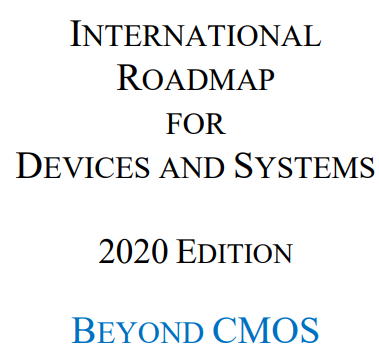 INTERNATIONAL
ROADMAP
FOR
DEVICES AND SYSTEMS
2020 EDITION
BEYOND CMOS